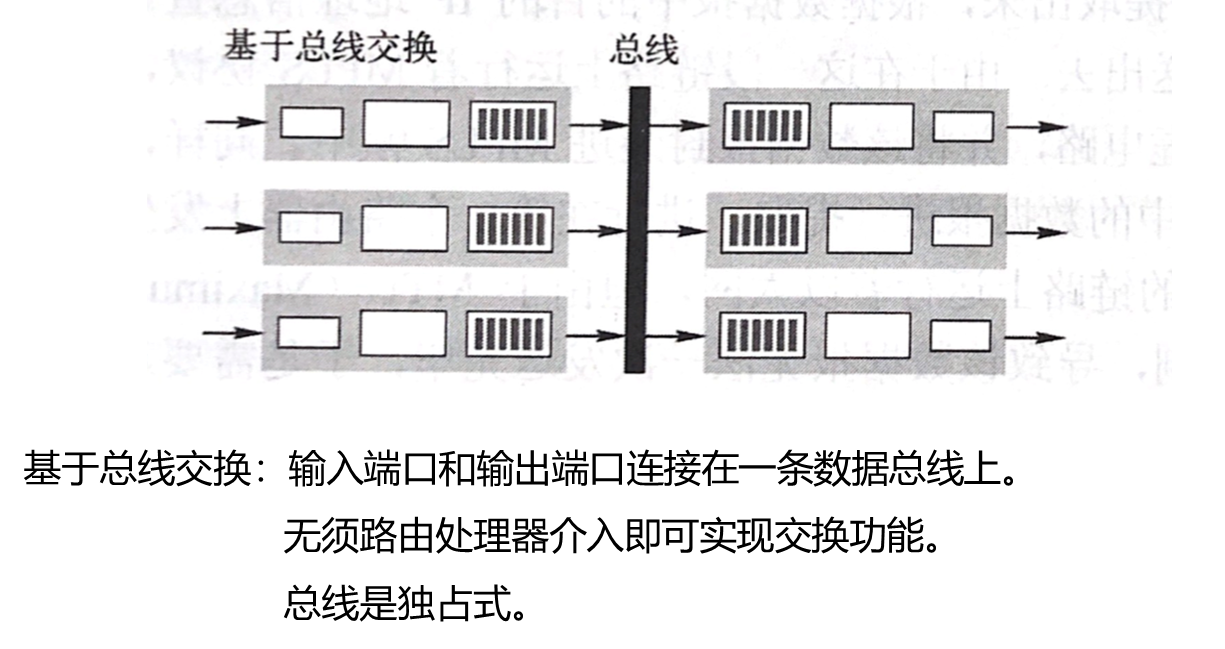 基于总线交换
总线
基于总线交换：输入端口和输出端口连接在一条数据总线上。
无须路由处理器介入即可实现交换功能。
总线是独占式。